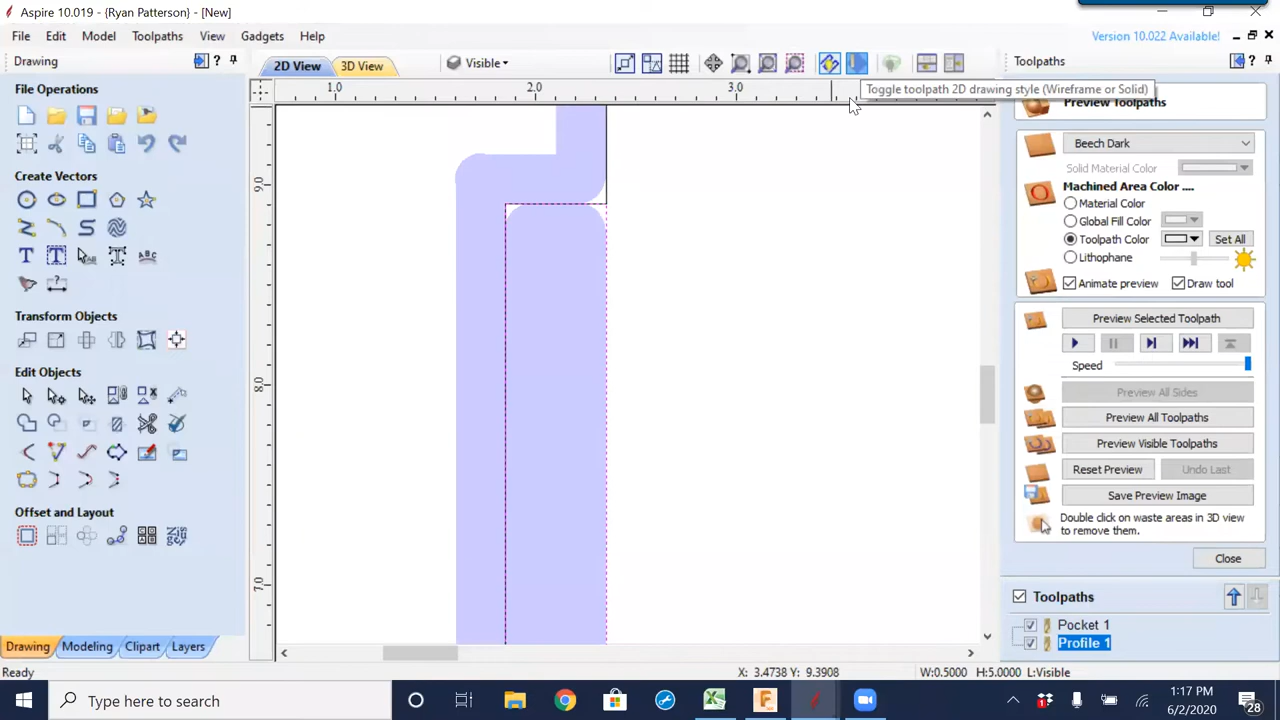 Aspire 10.019 - {Ryan Patterson} - [New]
File Edit Model Toolpaths View Gadgets Help
Version 10.022 Available!
Drawing
?
2D View
3D View
Visible
Toolpaths
?
File Operations
1.0 2.0 3.0
Toggle toolpath 2D drawing style (Wireframe or Solid)
Preview Toolpaths
Beech Dark
Solid Material Color
Create Vectors
Machined Area Color ....
Material Color
Global Fill Color
Toolpath Color
Set All
Lithophane
Animate preview
Draw tool
9.0
8.0
7.0
Transform Objects
Preview Selected Toolpath
Speed
Edit Objects
Preview All Sides
Preview All Toolpaths
Preview Visible Toolpaths
Reset Preview
Undo Last
Save Preview Image
Offset and Layout
Double click on waste areas in 3D view
to remove them.
Close
Toolpaths
Pocket 1
Profile 1
Drawing Modeling Clipart Layers
Ready
X: 3.4738 Y: 9.3908
W:0.5000 H:5.0000 L:Visible
Type here to search
1:17 PM
6/2/2020
28